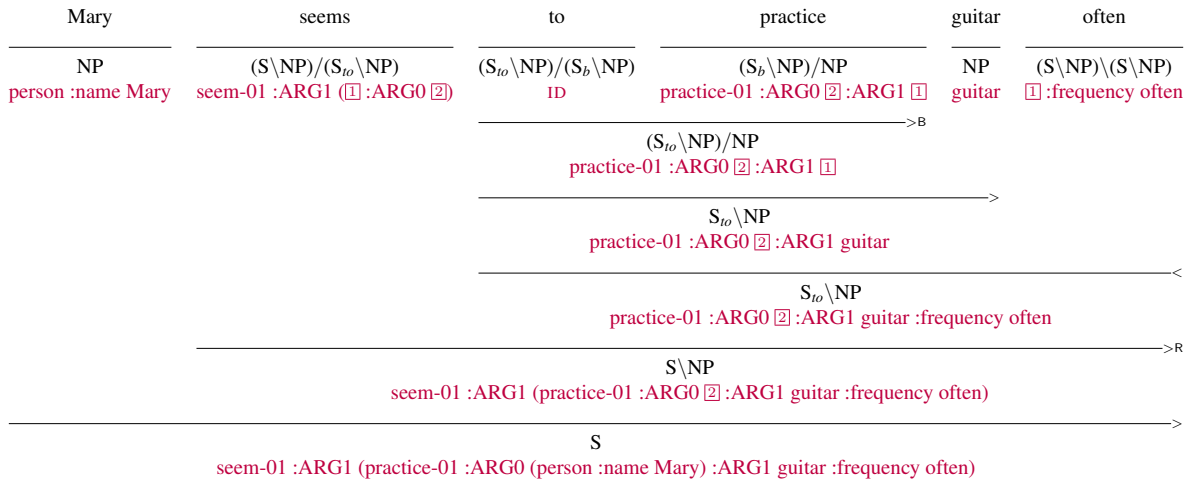 Mary seems to practice guitar often
NP (S\NP)/(S_to\NP) (S_to\NP)/(S_b\NP) (S_b\NP)/NP NP (S\NP)\(S\NP)
person :name Mary seem-01 :ARG1 (1 :ARG0 2) ID practice-01 :ARG0 2 :ARG1 1 guitar 1 :frequency often
>B
(S_to\NP)/NP
practice-01 :ARG0 2 :ARG1 1
>
S_to\NP
practice-01 :ARG0 2 :ARG1 guitar
<
S_to\NP
practice-01 :ARG0 2 :ARG1 guitar :frequency often
>R
S\NP
seem-01 :ARG1 (practice-01 :ARG0 2 :ARG1 guitar :frequency often)
>
S
seem-01 :ARG1 (practice-01 :ARG0 (person :name Mary) :ARG1 guitar :frequency often)